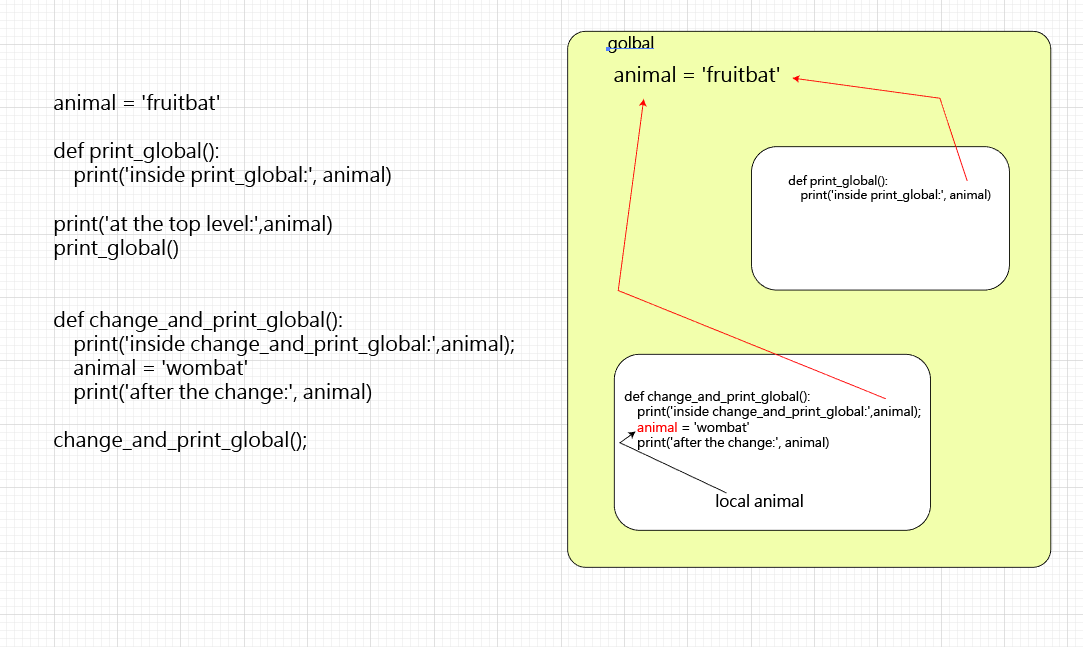 animal = 'fruitbat'
def print_global():
print('inside print_global:', animal)
print('at the top level:',animal)
print_global()
def change_and_print_global():
print('inside change_and_print_global:',animal);
animal = 'wombat'
print('after the change:', animal)
change_and_print_global();
golbal
animal = 'fruitbat'
def print_global():
print('inside print_global:', animal)
def change_and_print_global():
print('inside change_and_print_global:',animal);
animal = 'wombat'
print('after the change:', animal)
local animal